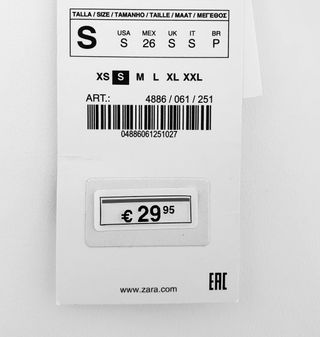 TALLA / SIZE / TAMANHO / TAILLE / MAAT / ΜΕΓΕΘΟΣ
S
USA MEX UK IT BR
S 26 S S P
XS S M L XL XXL
ART.: 4886 / 061 / 251
04886061251027
€ 29 95
www.zara.com
EAC